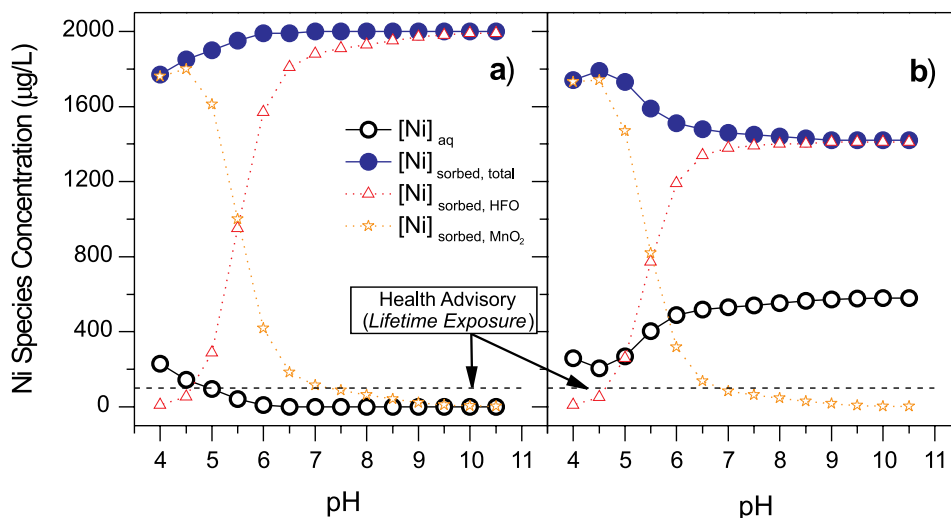 Ni Species Concentration (µg/L)
2000
1600
1200
800
400
0
a)
b)
[Ni] aq
[Ni] sorbed, total
[Ni] sorbed, HFO
[Ni] sorbed, MnO₂
Health Advisory
(Lifetime Exposure)
4 5 6 7 8 9 10 11
4 5 6 7 8 9 10 11
pH
pH